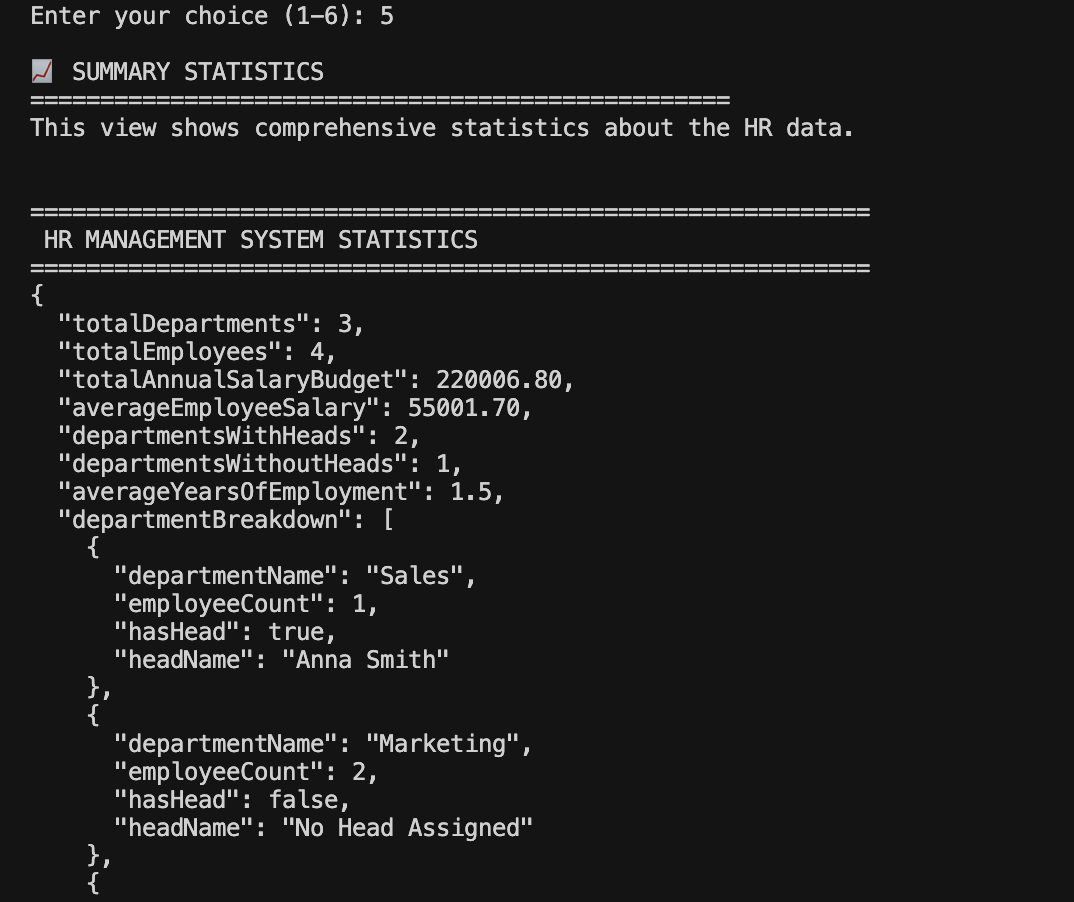 Enter your choice (1-6): 5
📈 SUMMARY STATISTICS
==================================================
This view shows comprehensive statistics about the HR data.
============================================================
HR MANAGEMENT SYSTEM STATISTICS
============================================================
{
  "totalDepartments": 3,
  "totalEmployees": 4,
  "totalAnnualSalaryBudget": 220006.80,
  "averageEmployeeSalary": 55001.70,
  "departmentsWithHeads": 2,
  "departmentsWithoutHeads": 1,
  "averageYearsOfEmployment": 1.5,
  "departmentBreakdown": [
    {
      "departmentName": "Sales",
      "employeeCount": 1,
      "hasHead": true,
      "headName": "Anna Smith"
    },
    {
      "departmentName": "Marketing",
      "employeeCount": 2,
      "hasHead": false,
      "headName": "No Head Assigned"
    },
    {